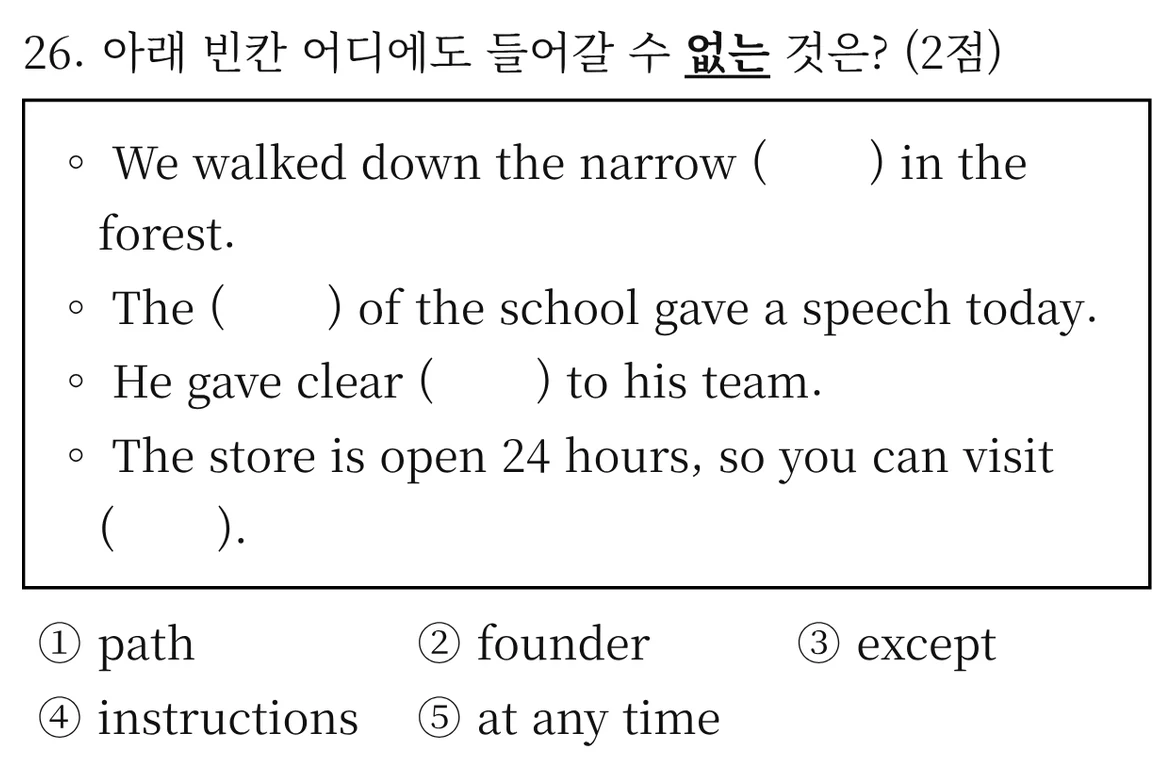 26. 아래 빈칸 어디에도 들어갈 수 없는 것은? (2점)
◦ We walked down the narrow (      ) in the
forest.
◦ The (      ) of the school gave a speech today.
◦ He gave clear (      ) to his team.
◦ The store is open 24 hours, so you can visit
(      ).
① path ② founder ③ except
④ instructions ⑤ at any time